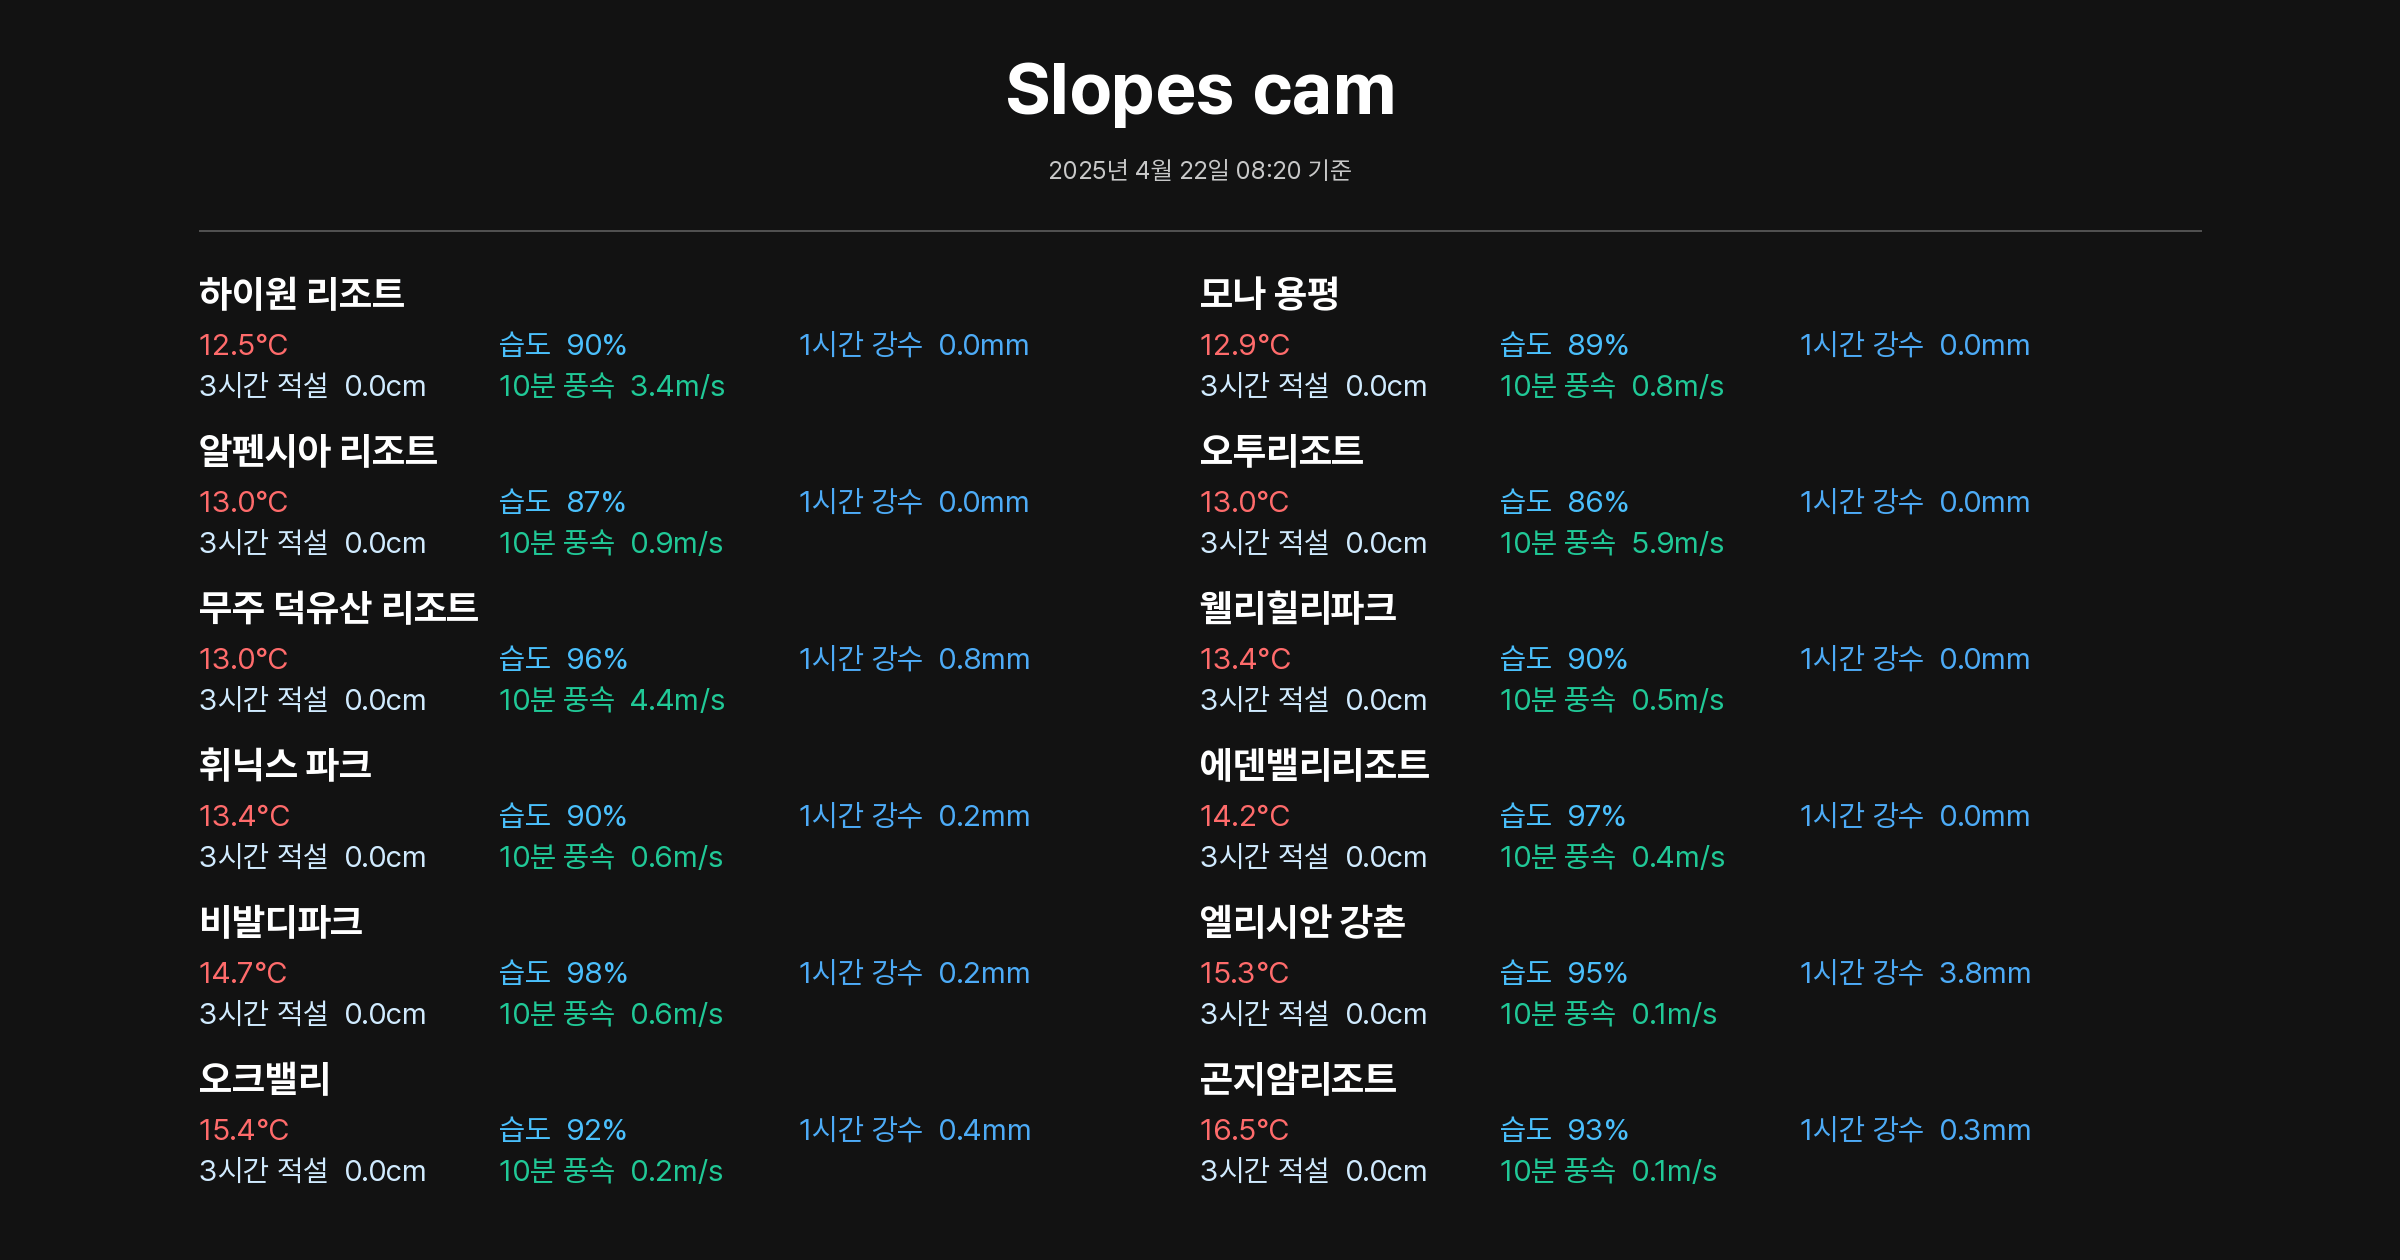 Slopes cam
2025년 4월 22일 08:20 기준
하이원 리조트
12.5°C 습도 90% 1시간 강수 0.0mm
3시간 적설 0.0cm 10분 풍속 3.4m/s
모나 용평
12.9°C 습도 89% 1시간 강수 0.0mm
3시간 적설 0.0cm 10분 풍속 0.8m/s
알펜시아 리조트
13.0°C 습도 87% 1시간 강수 0.0mm
3시간 적설 0.0cm 10분 풍속 0.9m/s
오투리조트
13.0°C 습도 86% 1시간 강수 0.0mm
3시간 적설 0.0cm 10분 풍속 5.9m/s
무주 덕유산 리조트
13.0°C 습도 96% 1시간 강수 0.8mm
3시간 적설 0.0cm 10분 풍속 4.4m/s
웰리힐리파크
13.4°C 습도 90% 1시간 강수 0.0mm
3시간 적설 0.0cm 10분 풍속 0.5m/s
휘닉스 파크
13.4°C 습도 90% 1시간 강수 0.2mm
3시간 적설 0.0cm 10분 풍속 0.6m/s
에덴밸리리조트
14.2°C 습도 97% 1시간 강수 0.0mm
3시간 적설 0.0cm 10분 풍속 0.4m/s
비발디파크
14.7°C 습도 98% 1시간 강수 0.2mm
3시간 적설 0.0cm 10분 풍속 0.6m/s
엘리시안 강촌
15.3°C 습도 95% 1시간 강수 3.8mm
3시간 적설 0.0cm 10분 풍속 0.1m/s
오크밸리
15.4°C 습도 92% 1시간 강수 0.4mm
3시간 적설 0.0cm 10분 풍속 0.2m/s
곤지암리조트
16.5°C 습도 93% 1시간 강수 0.3mm
3시간 적설 0.0cm 10분 풍속 0.1m/s